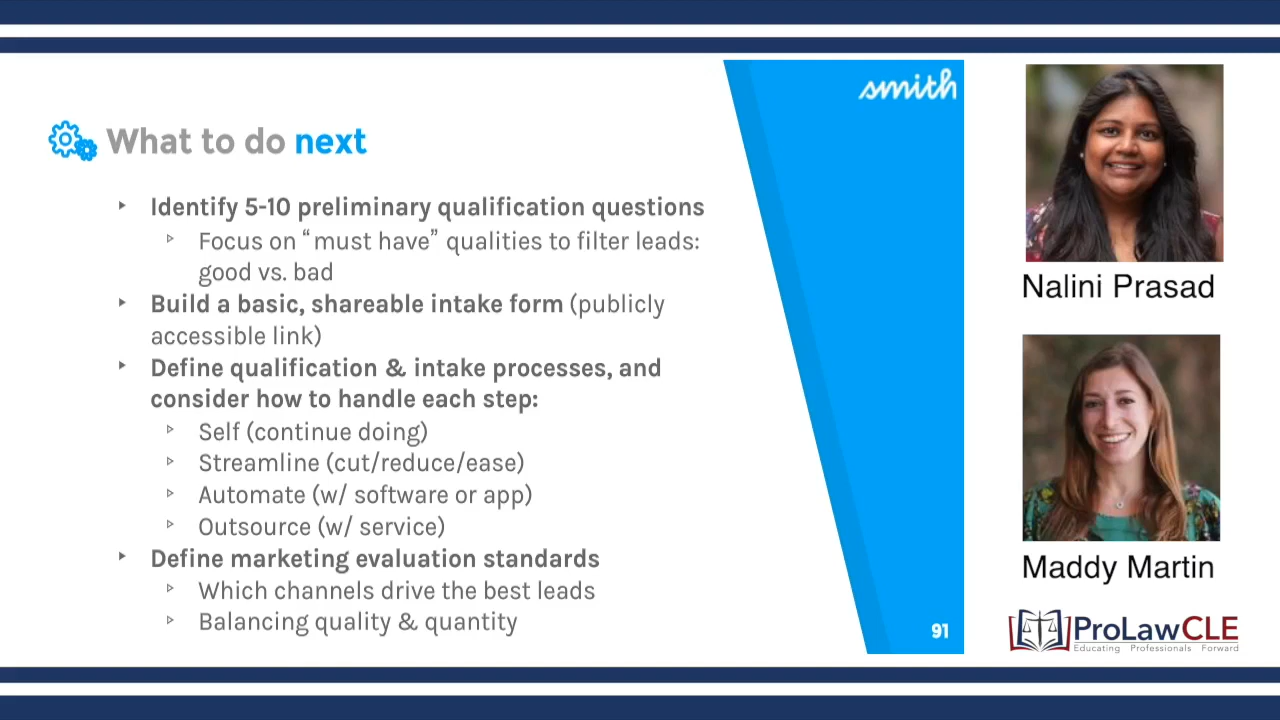 smith
What to do next
Identify 5-10 preliminary qualification questions
Focus on “must have” qualities to filter leads:
good vs. bad
Build a basic, shareable intake form (publicly
accessible link)
Define qualification & intake processes, and
consider how to handle each step:
Self (continue doing)
Streamline (cut/reduce/ease)
Automate (w/ software or app)
Outsource (w/ service)
Define marketing evaluation standards
Which channels drive the best leads
Balancing quality & quantity
91
Nalini Prasad
Maddy Martin
ProLawCLE
Educating Professionals Forward